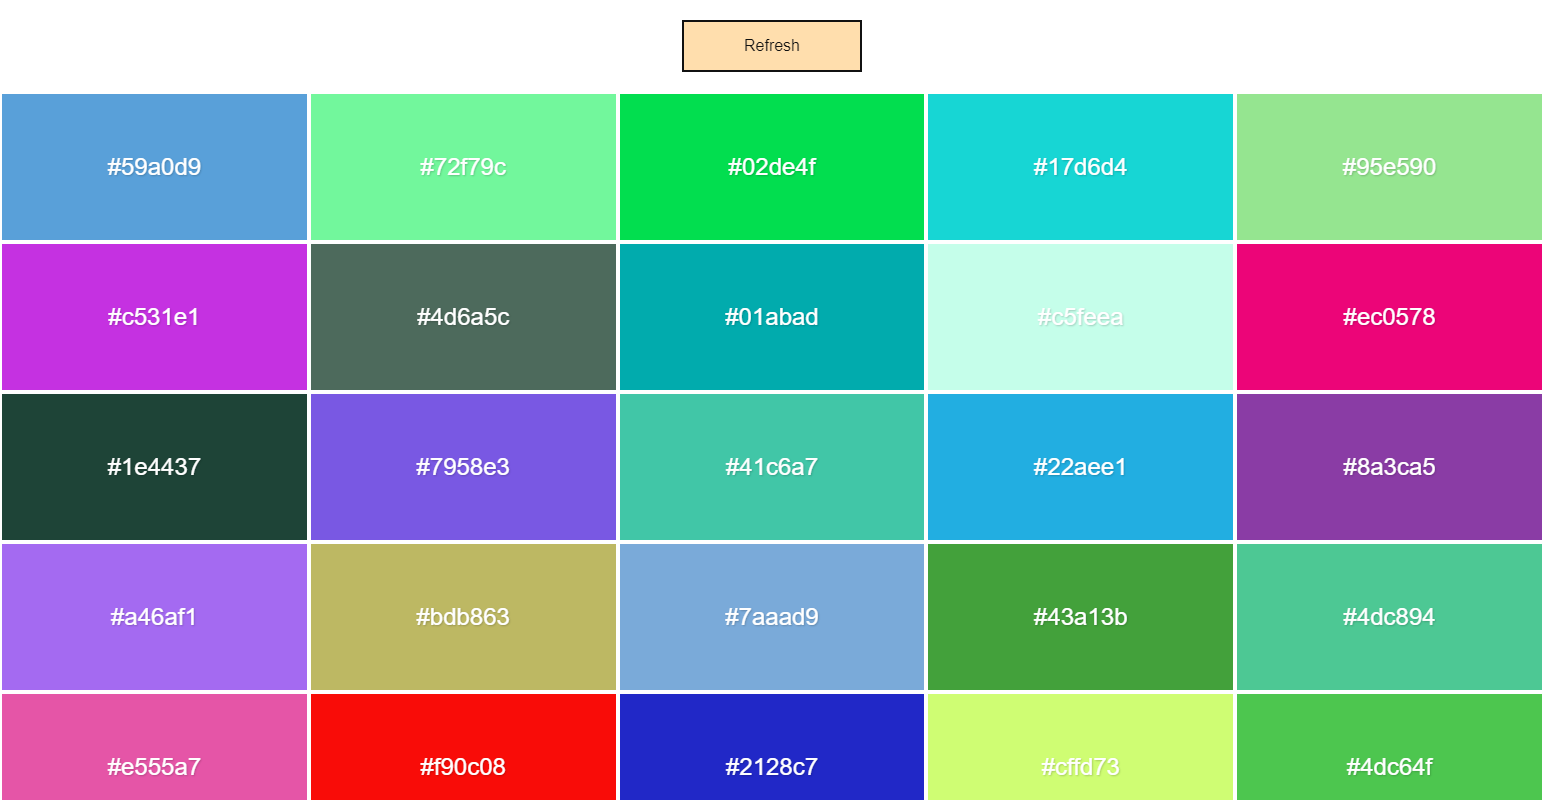 Refresh
#59a0d9 #72f79c #02de4f #17d6d4 #95e590
#c531e1 #4d6a5c #01abad #c5feea #ec0578
#1e4437 #7958e3 #41c6a7 #22aee1 #8a3ca5
#a46af1 #bdb863 #7aaad9 #43a13b #4dc894
#e555a7 #f90c08 #2128c7 #cffd73 #4dc64f